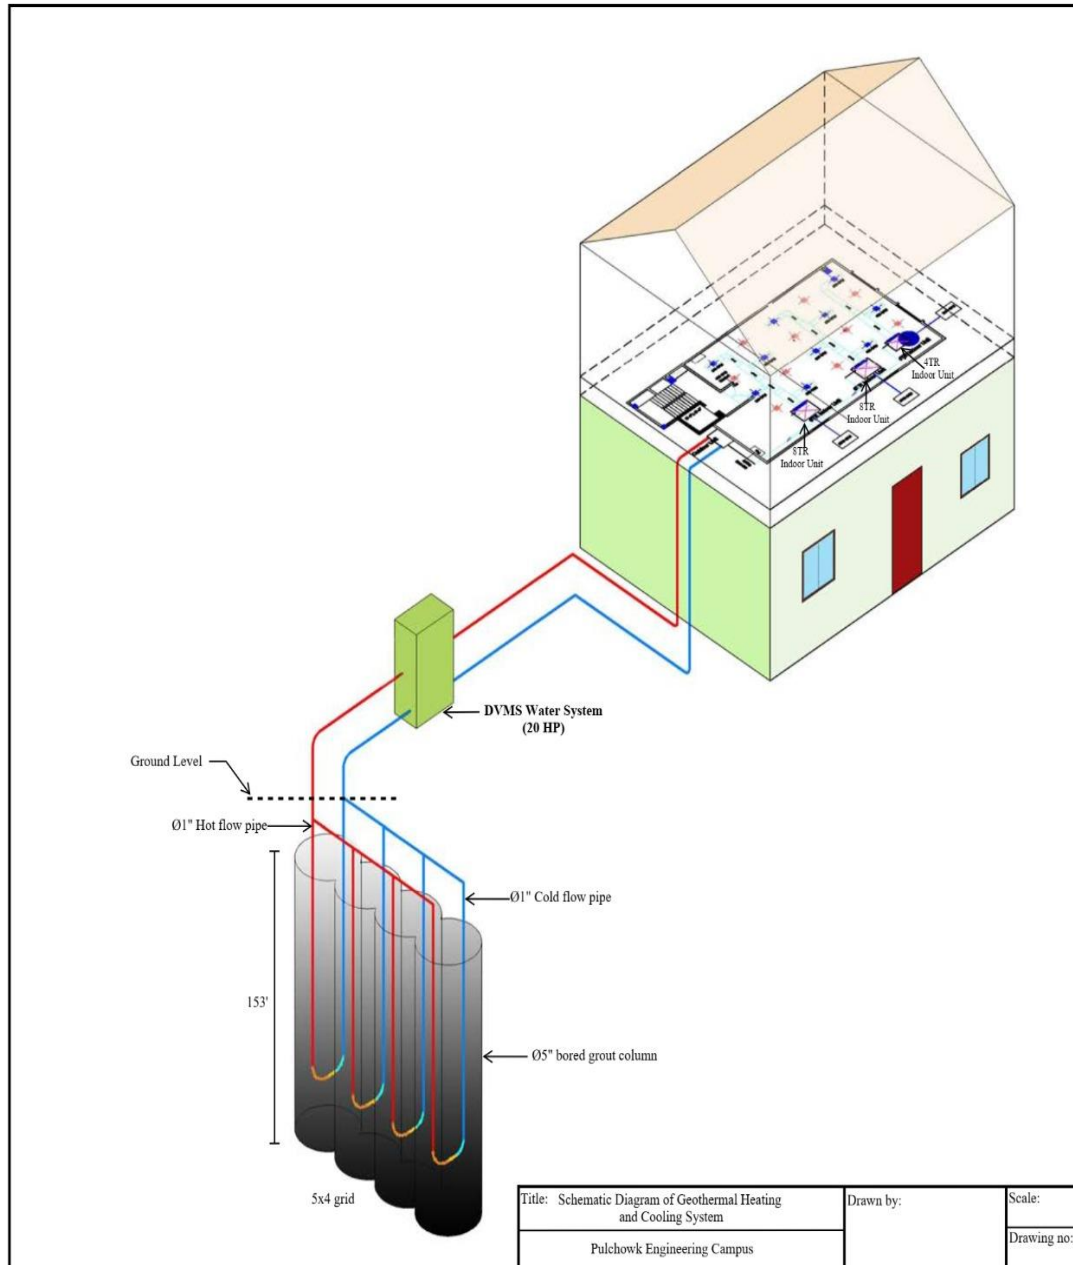 4TR
Indoor Unit
8TR
Indoor Unit
8TR
Indoor Unit
DVMS Water System
(20 HP)
Ground Level
Ø1" Hot flow pipe
Ø1" Cold flow pipe
153'
Ø5" bored grout column
5x4 grid
Title: Schematic Diagram of Geothermal Heating
and Cooling System
Pulchowk Engineering Campus
Drawn by:
Scale:
Drawing no: